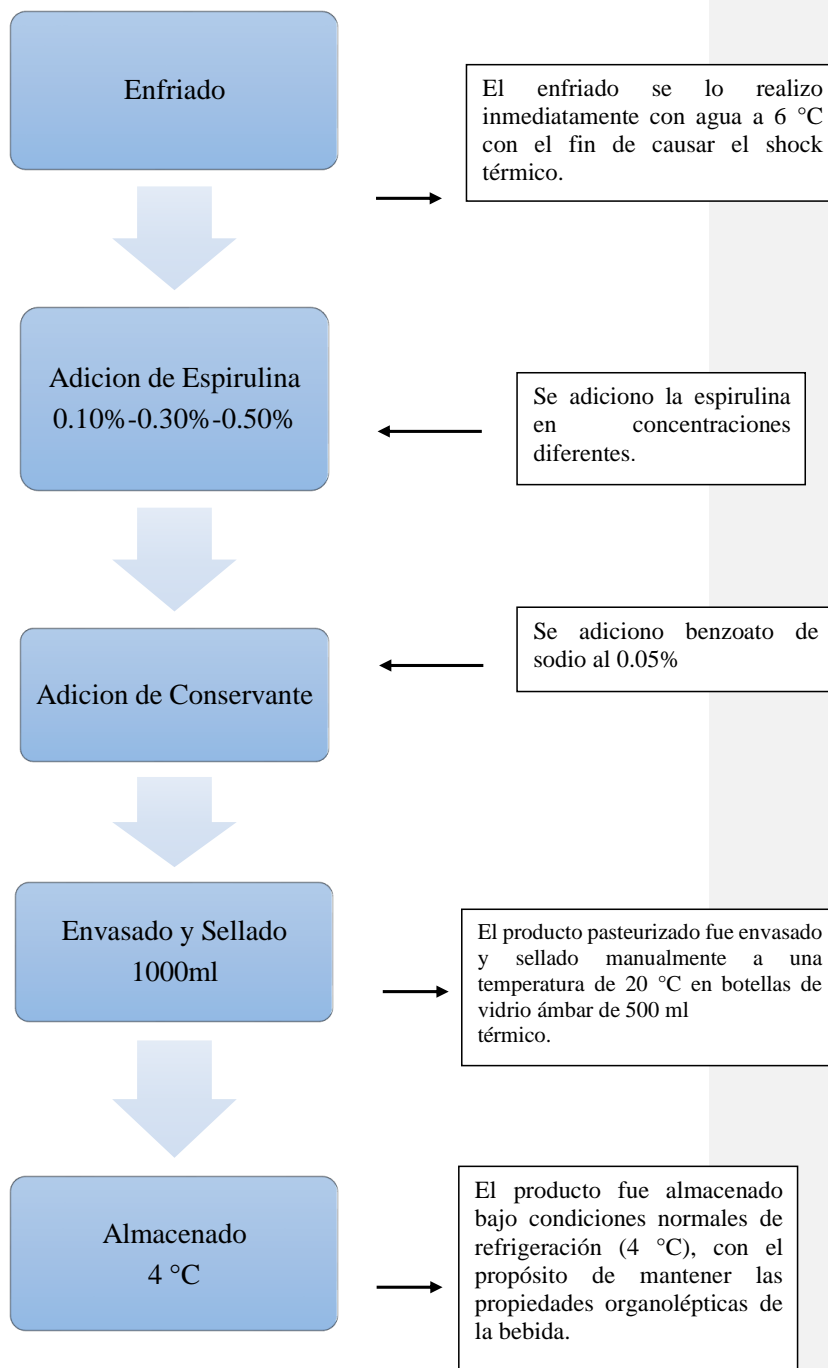 Enfriado
El enfriado se lo realizo
inmediatamente con agua a 6 °C
con el fin de causar el shock
térmico.
Adicion de Espirulina
0.10%-0.30%-0.50%
Se adiciono la espirulina
en concentraciones
diferentes.
Adicion de Conservante
Se adiciono benzoato de
sodio al 0.05%
Envasado y Sellado
1000ml
El producto pasteurizado fue envasado
y sellado manualmente a una
temperatura de 20 °C en botellas de
vidrio ámbar de 500 ml
térmico.
Almacenado
4 °C
El producto fue almacenado
bajo condiciones normales de
refrigeración (4 °C), con el
propósito de mantener las
propiedades organolépticas de
la bebida.